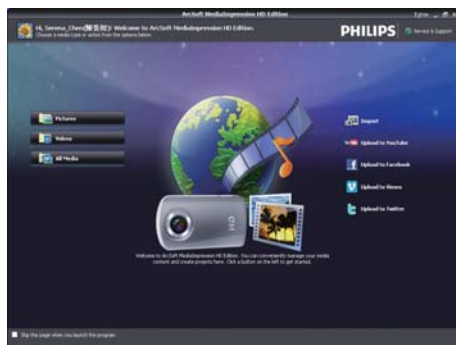 ArcSoft MediaImpression HD Edition
Hi, Serena_Chen! Welcome to ArcSoft MediaImpression HD Edition.
Choose a media type or action from the options below.
PHILIPS
Service & Support
Pictures
Videos
All Media
Import
Upload to YouTube
Upload to Facebook
Upload to Vimeo
Upload to Twitter
HD
Welcome to ArcSoft MediaImpression HD Edition. You can conveniently manage your media
content and create projects here. Click a button on the left to get started.
Skip this page when you launch the program.